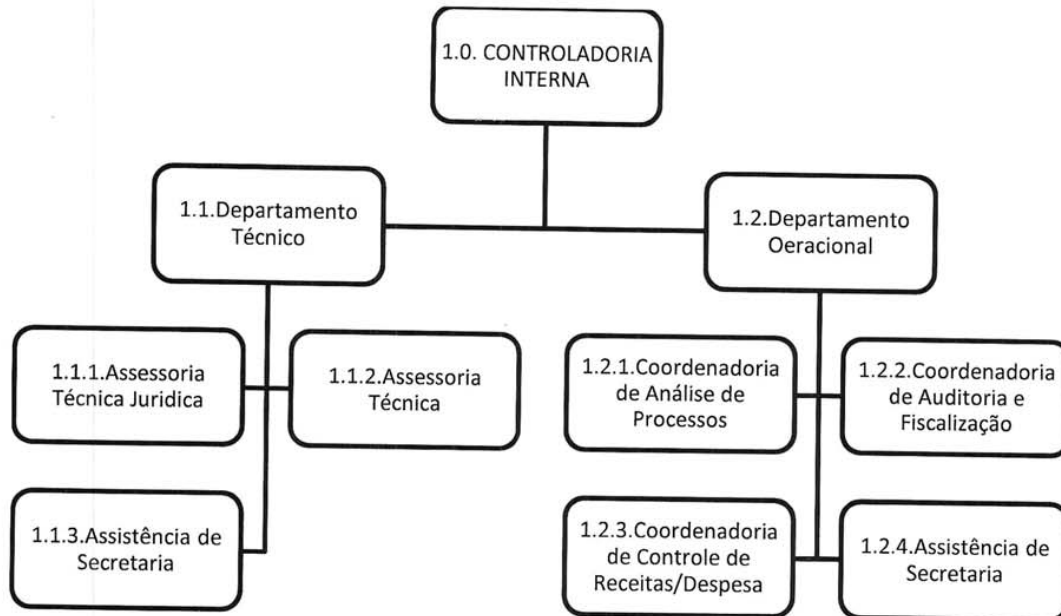 1.0. CONTROLADORIA
INTERNA
1.1.Departamento
Técnico
1.2.Departamento
Oeracional
1.1.1.Assessoria
Técnica Juridica
1.1.2.Assessoria
Técnica
1.2.1.Coordenadoria
de Análise de
Processos
1.2.2.Coordenadoria
de Auditoria e
Fiscalização
1.1.3.Assistência de
Secretaria
1.2.3.Coordenadoria
de Controle de
Receitas/Despesa
1.2.4.Assistência de
Secretaria